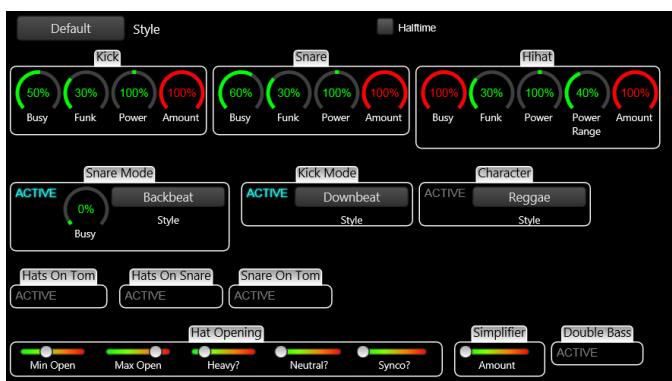 Default Style Halftime
Kick Snare Hihat
50% 30% 100% 100% 60% 30% 100% 100% 100% 30% 100% 40% 100%
Busy Funk Power Amount Busy Funk Power Amount Busy Funk Power Power Amount
Range
Snare Mode Kick Mode Character
ACTIVE Backbeat ACTIVE Downbeat ACTIVE Reggae
0% Style Style Style
Busy
Hats On Tom Hats On Snare Snare On Tom
ACTIVE ACTIVE ACTIVE
Hat Opening Simplifier Double Bass
Min Open Max Open Heavy? Neutral? Synco? Amount ACTIVE